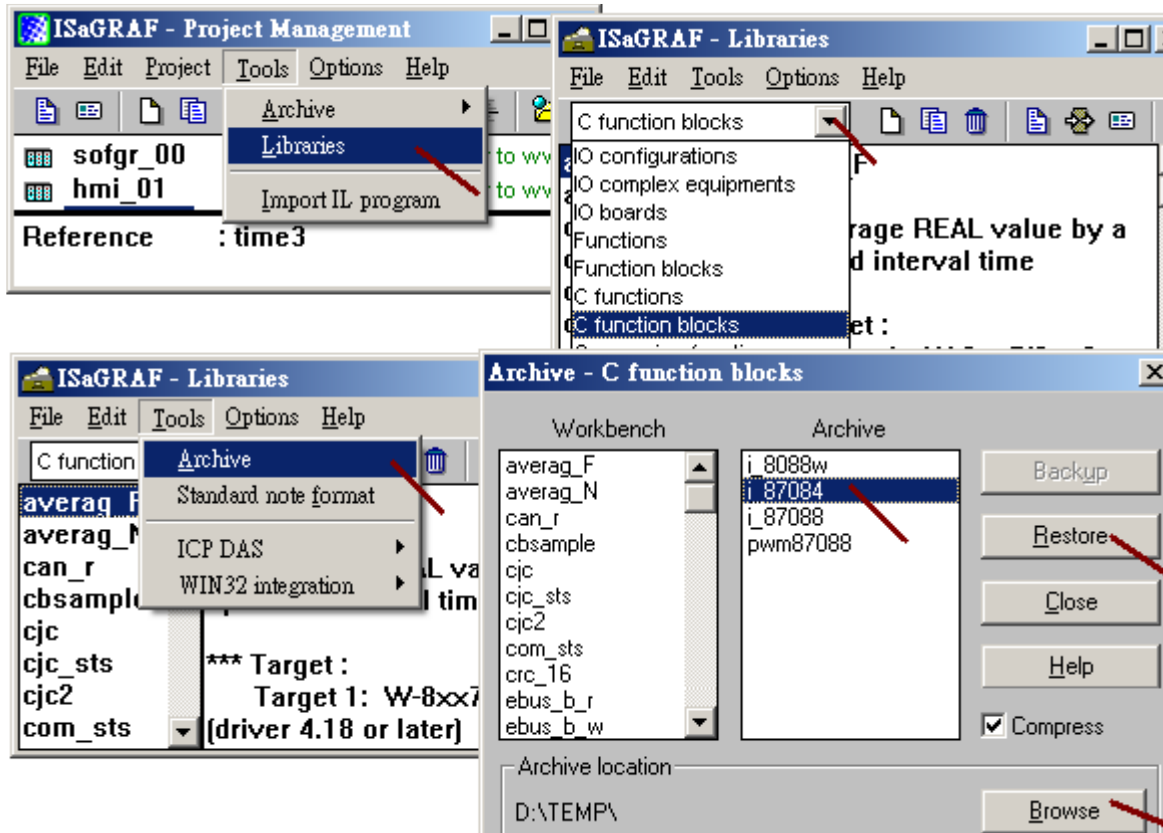 ISaGRAF - Project Management
File Edit Project Tools Options Help
Archive
Libraries
Import IL program
sofgr_00
hmi_01
to
to
Reference : time3
ISaGRAF - Libraries
File Edit Tools Options Help
C function blocks
IO configurations
IO complex equipments
IO boards
Functions
Function blocks
C functions
C function blocks
rage REAL value by a
d interval time
et :
ISaGRAF - Libraries
File Edit Tools Options Help
C function
Archive
Standard note format
ICP DAS
WIN32 integration
averag_F
averag_N
can_r
cbsample
cjc
cjc_sts
cjc2
com_sts
*** Target :
Target 1: W-8xx7
(driver 4.18 or later)
Archive - C function blocks
Workbench
Archive
averag_F
averag_N
can_r
cbsample
cjc
cjc_sts
cjc2
com_sts
crc_16
ebus_b_r
ebus_b_w
i_8088w
i_87084
i_87088
pwm87088
Backup
Restore
Close
Help
Compress
Archive location
D:\TEMP\
Browse